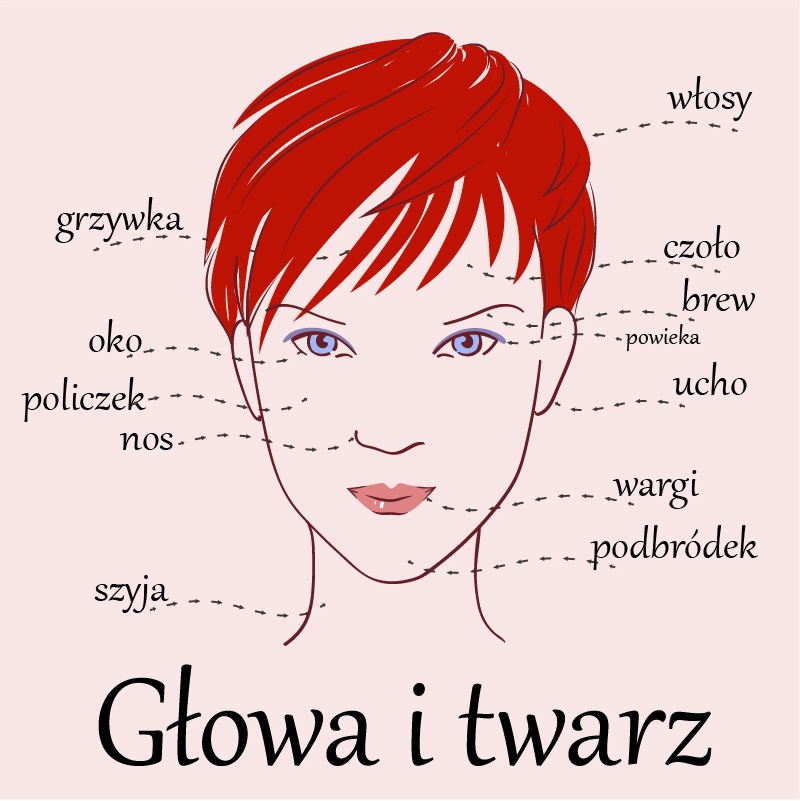 włosy
grzywka
czoło
brew
powieka
oko
ucho
policzek
nos
wargi
podbródek
szyja
Głowa i twarz